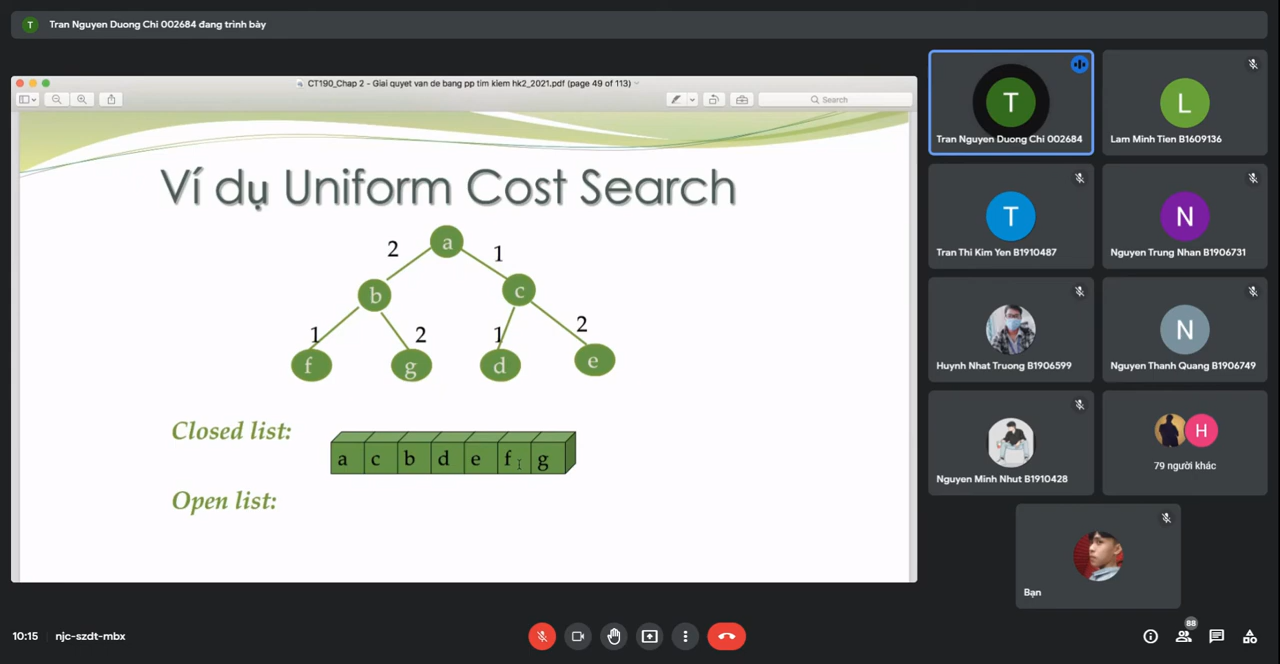 T
Tran Nguyen Duong Chi 002684 đang trình bày
CT190_Chap 2 - Giai quyet van de bang pp tim kiem hk2_2021.pdf (page 49 of 113)
Search
Ví dụ Uniform Cost Search
a
2
1
b
c
1
2
1
2
f
g
d
e
Closed list:
a c b d e f g
Open list:
T
Tran Nguyen Duong Chi 002684
L
Lam Minh Tien B1609136
T
Tran Thi Kim Yen B1910487
N
Nguyen Trung Nhan B1906731
Huynh Nhat Truong B1906599
N
Nguyen Thanh Quang B1906749
Nguyen Minh Nhut B1910428
H
79 người khác
Bạn
10:15
njc-szdt-mbx
88